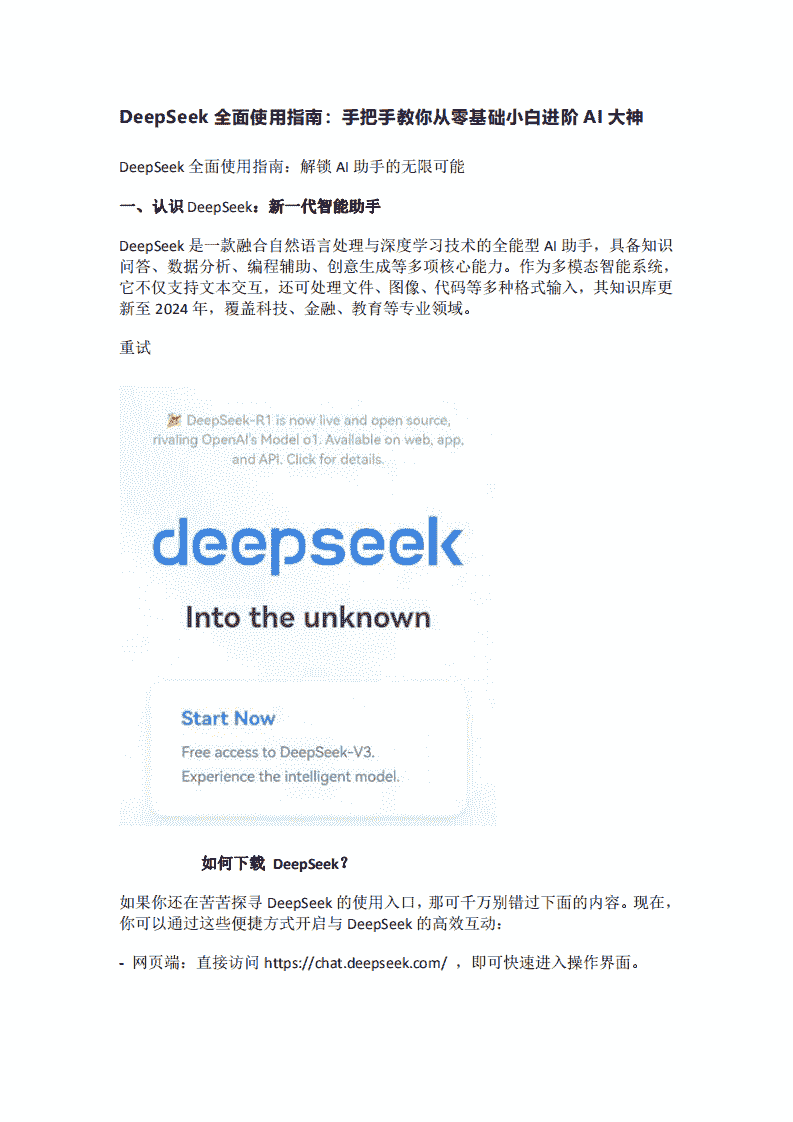 DeepSeek 全面使用指南：手把手教你从零基础小白进阶 AI 大神
DeepSeek 全面使用指南：解锁 AI 助手的无限可能
一、认识 DeepSeek：新一代智能助手
DeepSeek 是一款融合自然语言处理与深度学习技术的全能型 AI 助手，具备知识
问答、数据分析、编程辅助、创意生成等多项核心能力。作为多模态智能系统，
它不仅支持文本交互，还可处理文件、图像、代码等多种格式输入，其知识库更
新至 2024 年，覆盖科技、金融、教育等专业领域。
重试
DeepSeek-R1 is now live and open source,
rivaling OpenAI's Model o1. Available on web, app,
and API. Click for details.
deepseek
Into the unknown
Start Now
Free access to DeepSeek-V3.
Experience the intelligent model.
如何下载 DeepSeek？
如果你还在苦苦探寻 DeepSeek 的使用入口，那可千万别错过下面的内容。现在，
你可以通过这些便捷方式开启与 DeepSeek 的高效互动：
- 网页端：直接访问 https://chat.deepseek.com/ ，即可快速进入操作界面。